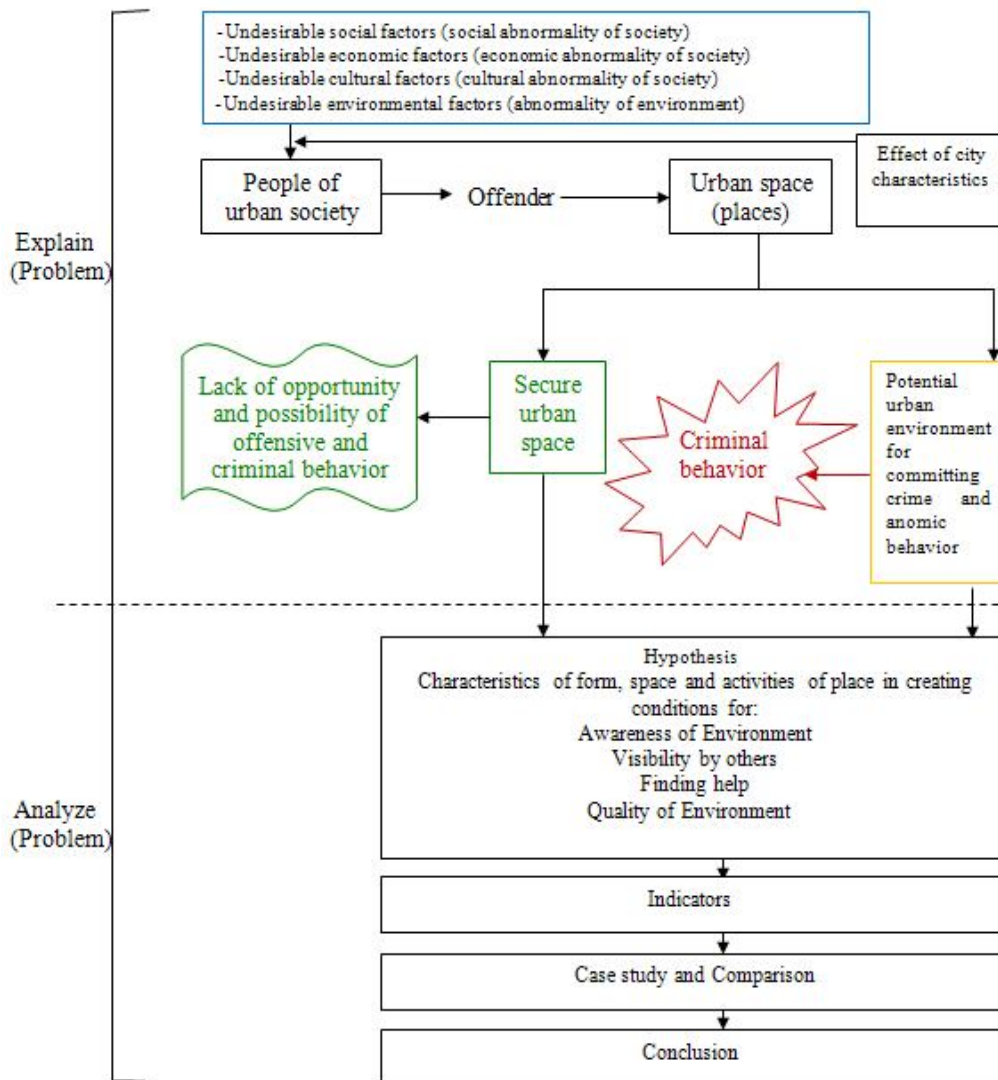 -Undesirable social factors (social abnormality of society)
-Undesirable economic factors (economic abnormality of society)
-Undesirable cultural factors (cultural abnormality of society)
-Undesirable environmental factors (abnormality of environment)
Effect of city
characteristics
People of
urban society
Offender
Urban space
(places)
Explain
(Problem)
Lack of opportunity
and possibility of
offensive and
criminal behavior
Secure
urban
space
Criminal
behavior
Potential
urban
environment
for
committing
crime and
anomic
behavior
Hypothesis
Characteristics of form, space and activities of place in creating
conditions for:
Awareness of Environment
Visibility by others
Finding help
Quality of Environment
Analyze
(Problem)
Indicators
Case study and Comparison
Conclusion